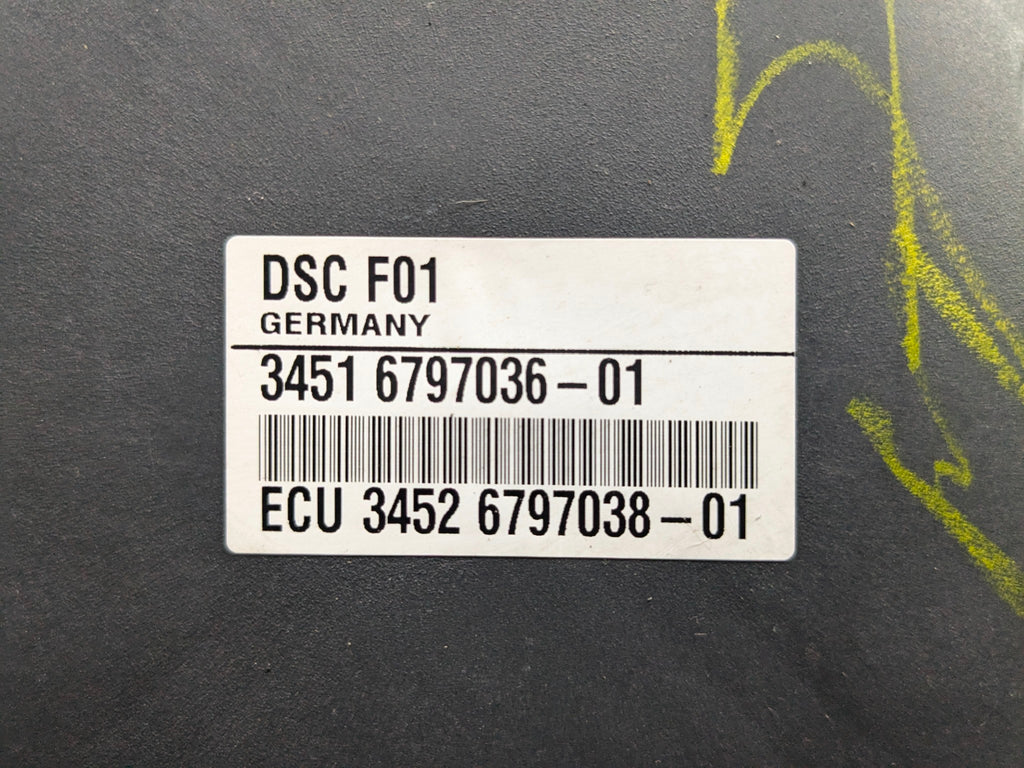 DSC F01
GERMANY
3451 6797036-01
ECU 3452 6797038-01